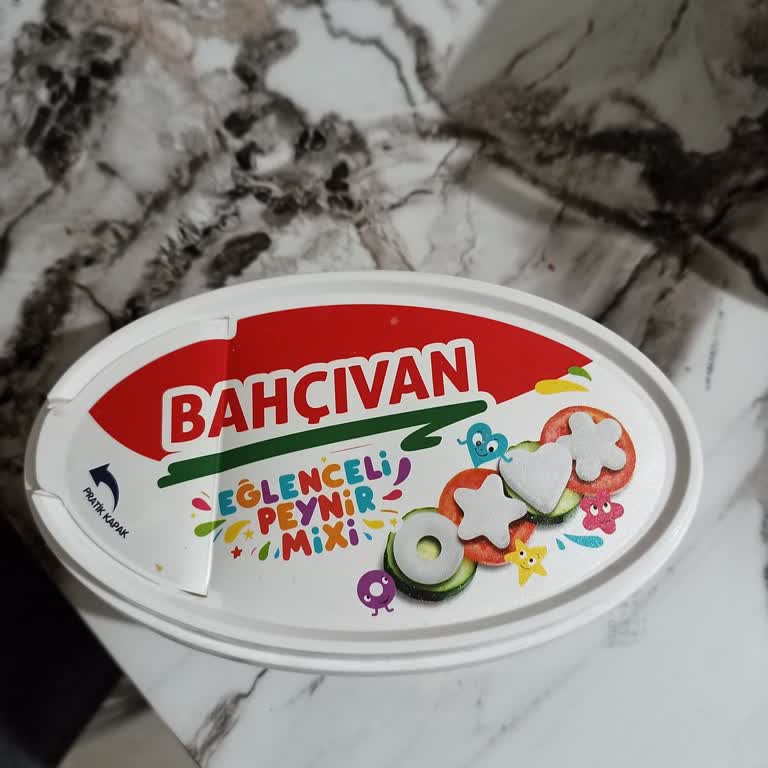 BAHÇIVAN
EĞLENCELİ
PEYNİR
MİXİ
PRATİK KAPAK